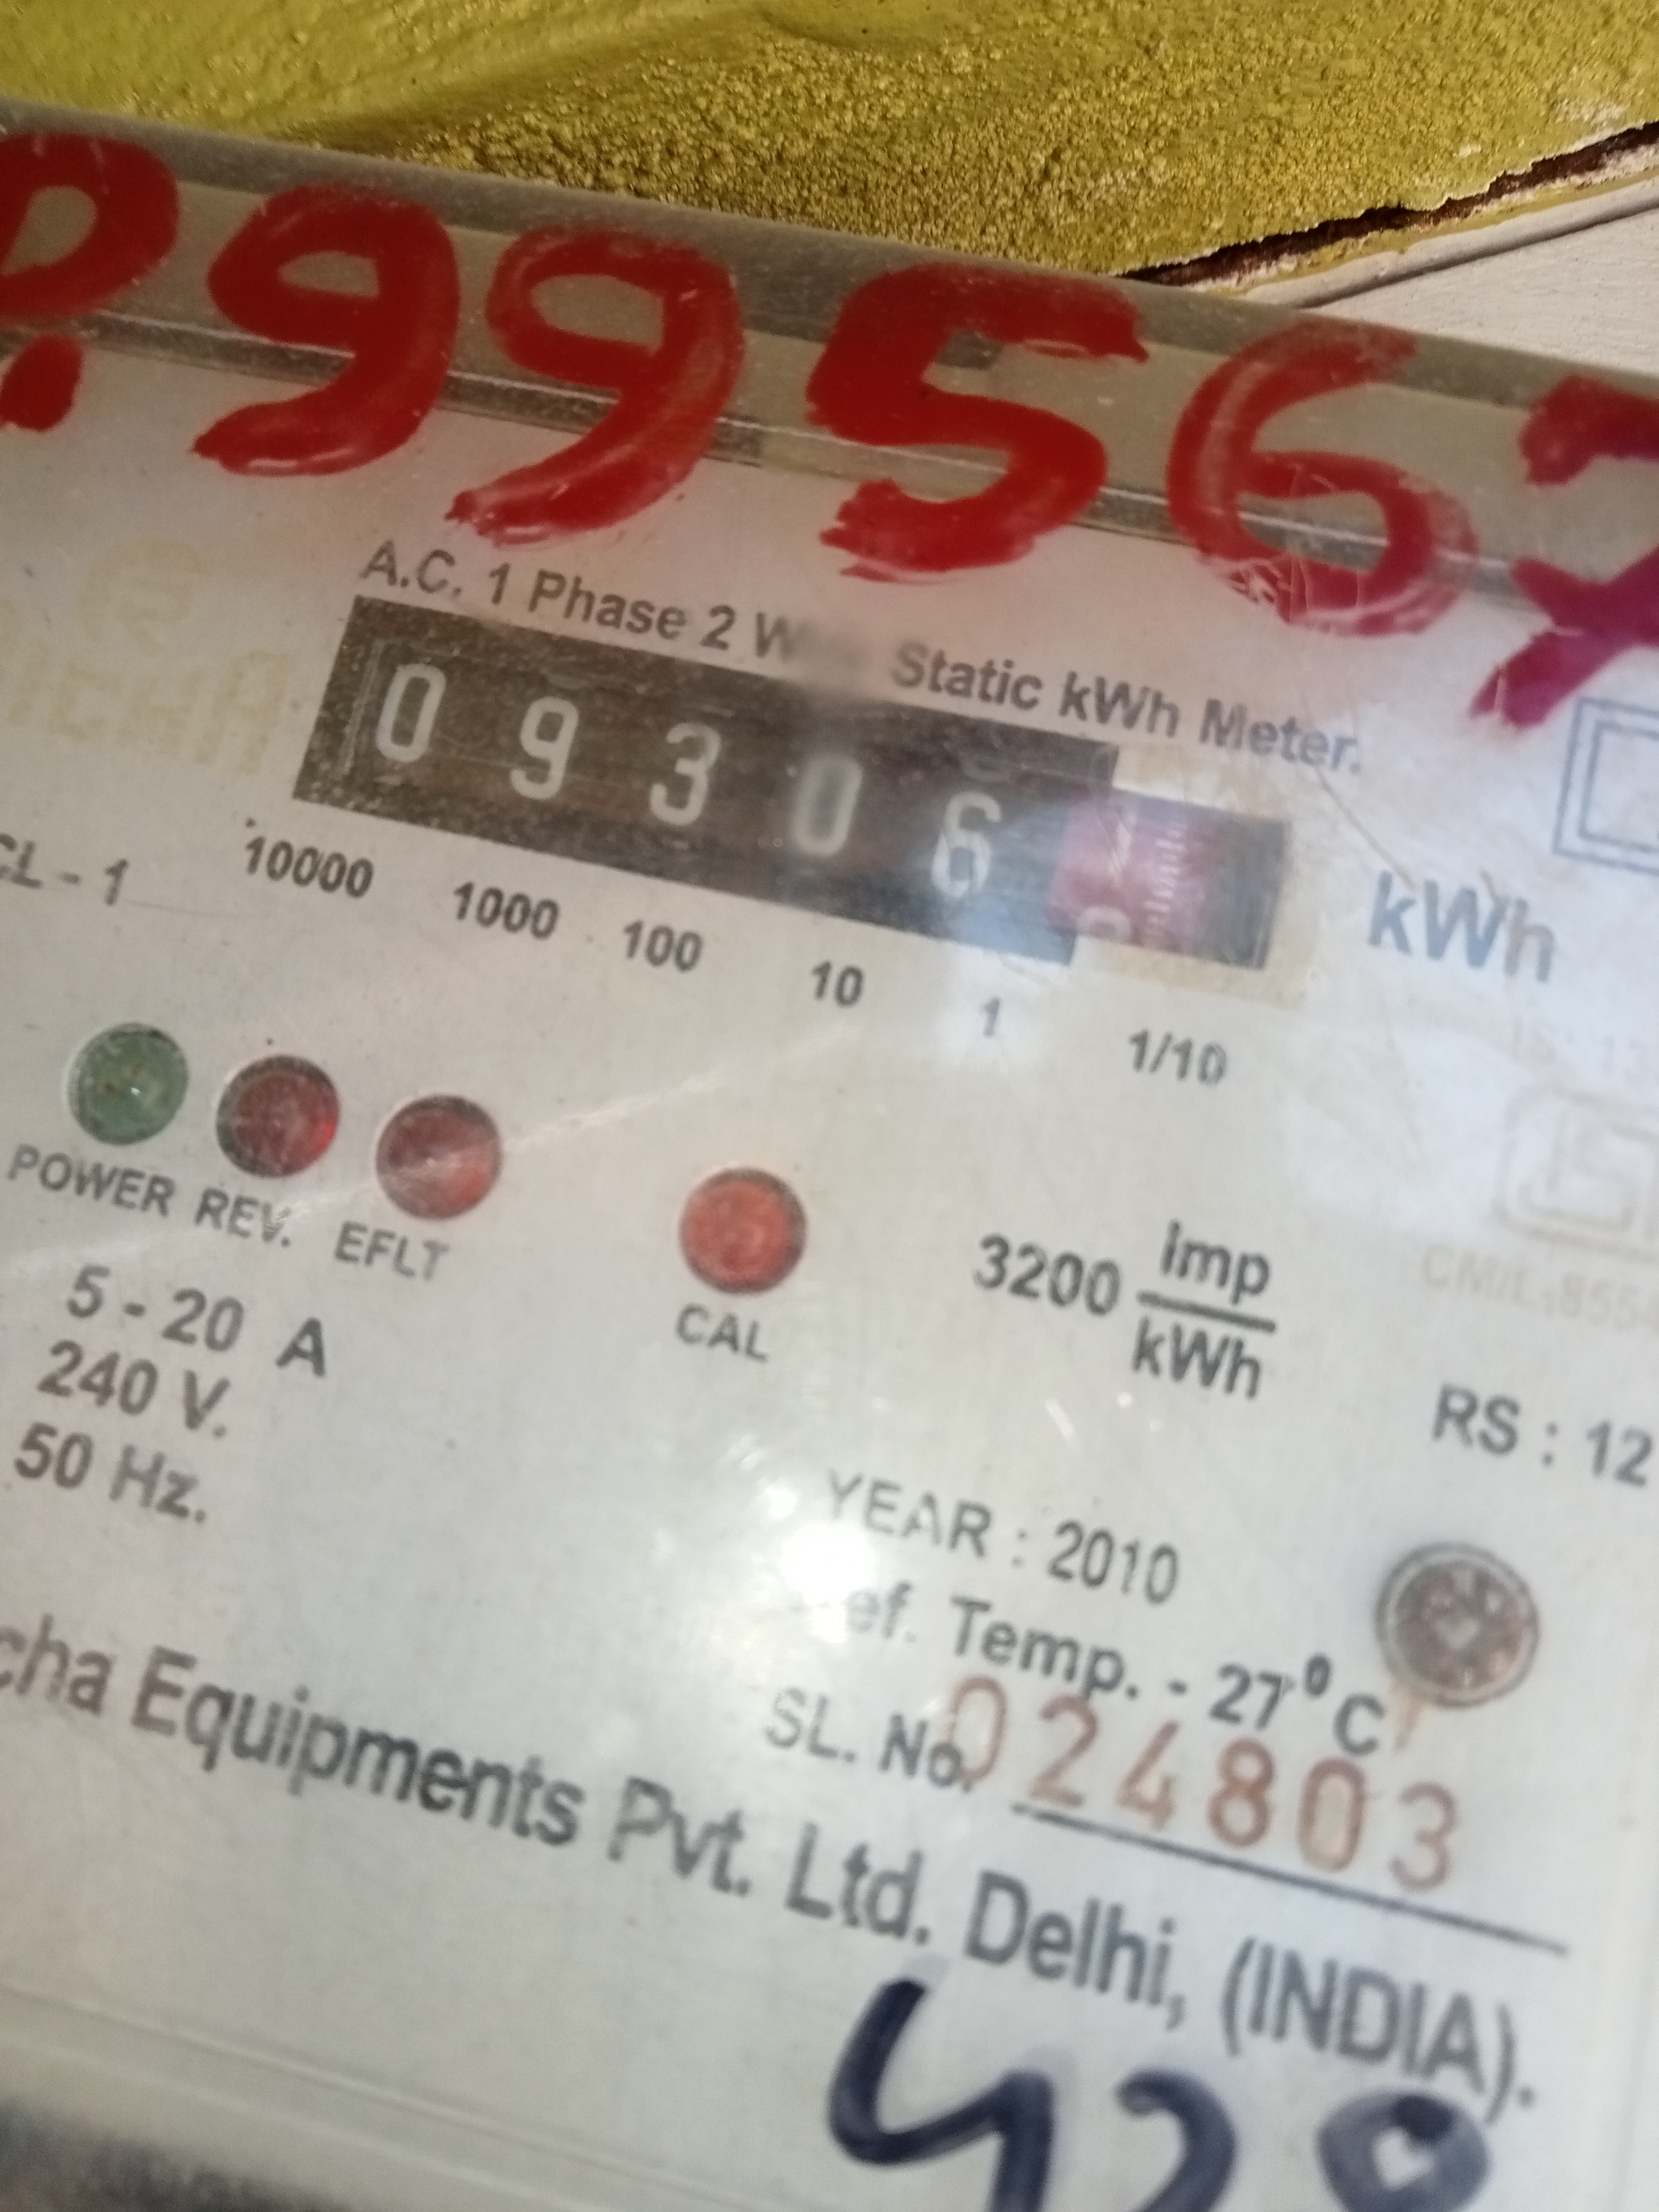 P.99567
A.C. 1 Phase 2 W Static kWh Meter.
0 9 3 0 6
kWh
CL - 1
10000 1000 100 10 1 1/10
POWER REV. EFLT
CAL
3200 imp/kWh
5 - 20 A
240 V.
50 Hz.
RS : 12
YEAR : 2010
ef. Temp. - 27°C
SL. No. 024803
cha Equipments Pvt. Ltd. Delhi, (INDIA).